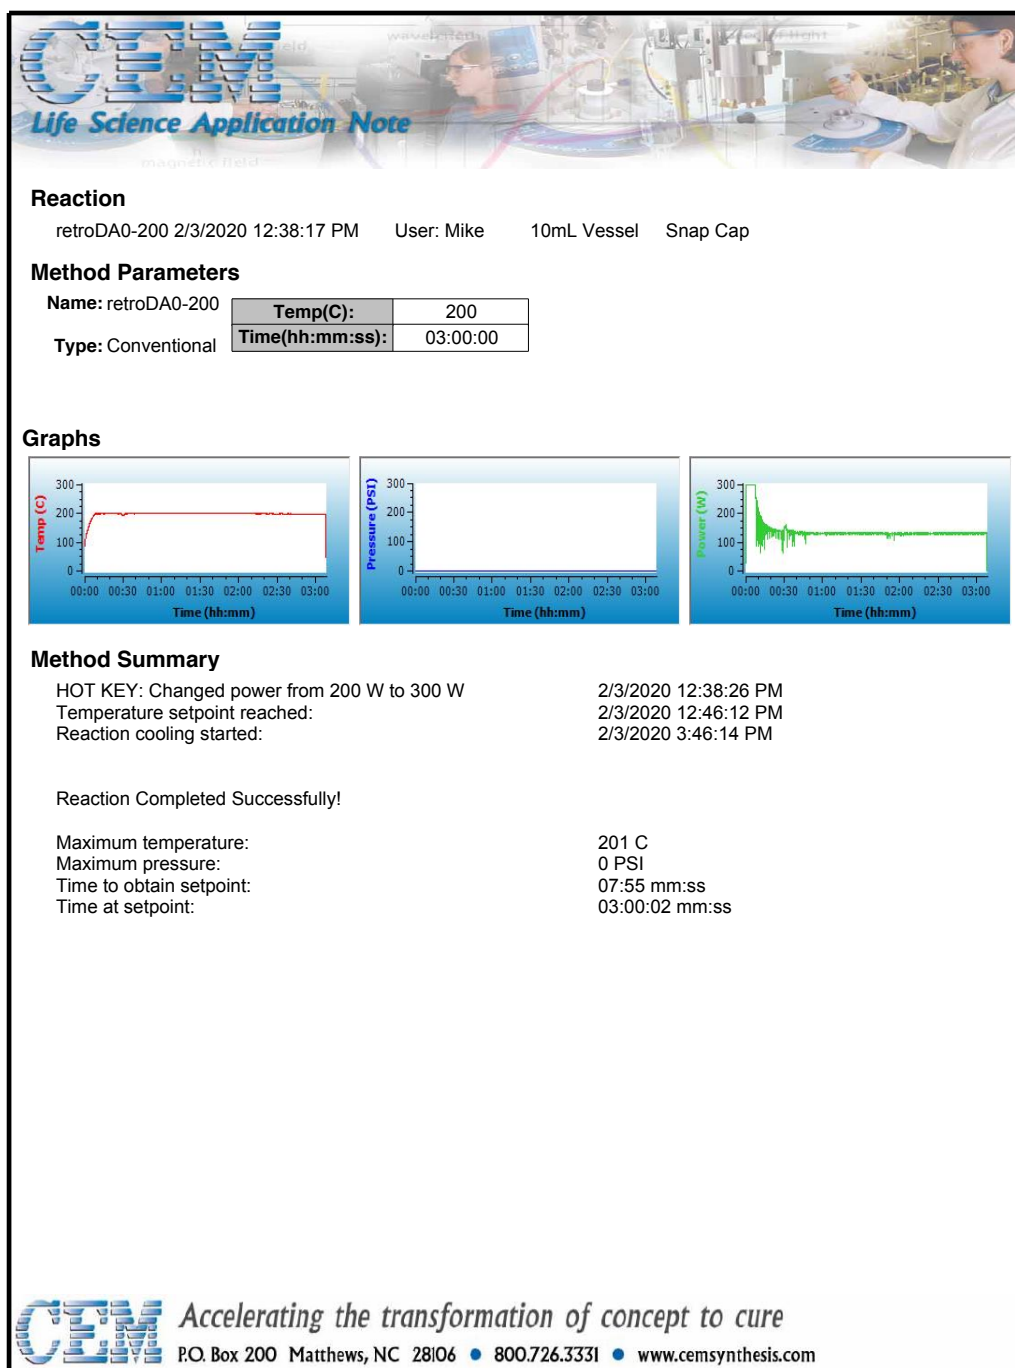 CEM
Life Science Application Note
wavelength
magnetic field
Reaction
retroDA0-200 2/3/2020 12:38:17 PM User: Mike 10mL Vessel Snap Cap
Method Parameters
Name: retroDA0-200
Temp(C): 200
Time(hh:mm:ss): 03:00:00
Type: Conventional
Graphs
Temp (C)
300
200
100
0
00:00 00:30 01:00 01:30 02:00 02:30 03:00
Time (hh:mm)
Pressure (PSI)
300
200
100
0
00:00 00:30 01:00 01:30 02:00 02:30 03:00
Time (hh:mm)
Power (W)
300
200
100
0
00:00 00:30 01:00 01:30 02:00 02:30 03:00
Time (hh:mm)
Method Summary
HOT KEY: Changed power from 200 W to 300 W 2/3/2020 12:38:26 PM
Temperature setpoint reached: 2/3/2020 12:46:12 PM
Reaction cooling started: 2/3/2020 3:46:14 PM
Reaction Completed Successfully!
Maximum temperature: 201 C
Maximum pressure: 0 PSI
Time to obtain setpoint: 07:55 mm:ss
Time at setpoint: 03:00:02 mm:ss
CEM Accelerating the transformation of concept to cure
P.O. Box 200 Matthews, NC 28106 • 800.726.3331 • www.cemsynthesis.com